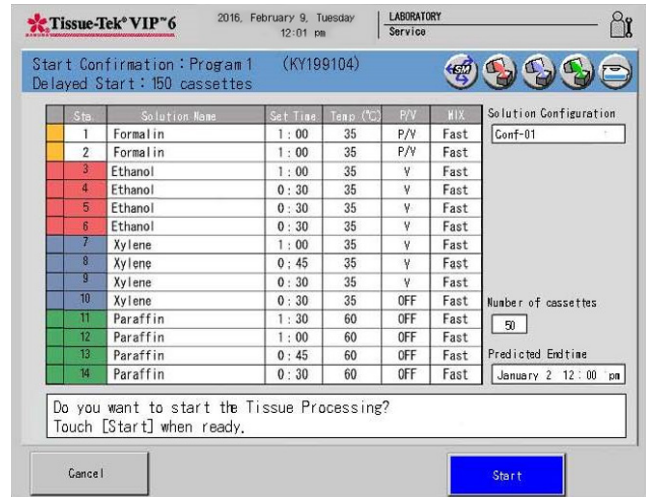 Tissue-Tek® VIP™6
2016, February 9, Tuesday
12:01 pm
LABORATORY
Service
Start Confirmation : Program 1 (KY199104)
Delayed Start : 150 cassettes
SM
Sta. Solution Name Set Time Temp (°C) P/V MIX
1 Formalin 1 : 00 35 P/V Fast
2 Formalin 1 : 00 35 P/V Fast
3 Ethanol 1 : 00 35 V Fast
4 Ethanol 0 : 30 35 V Fast
5 Ethanol 0 : 30 35 V Fast
6 Ethanol 0 : 30 35 V Fast
7 Xylene 1 : 00 35 V Fast
8 Xylene 0 : 45 35 V Fast
9 Xylene 0 : 30 35 V Fast
10 Xylene 0 : 30 35 OFF Fast
11 Paraffin 1 : 30 60 OFF Fast
12 Paraffin 1 : 00 60 OFF Fast
13 Paraffin 0 : 45 60 OFF Fast
14 Paraffin 0 : 30 60 OFF Fast
Solution Configuration
Conf-01
Number of cassettes
50
Predicted Endtime
January 2 12 : 00 pm
Do you want to start the Tissue Processing?
Touch [Start] when ready.
Cancel
Start